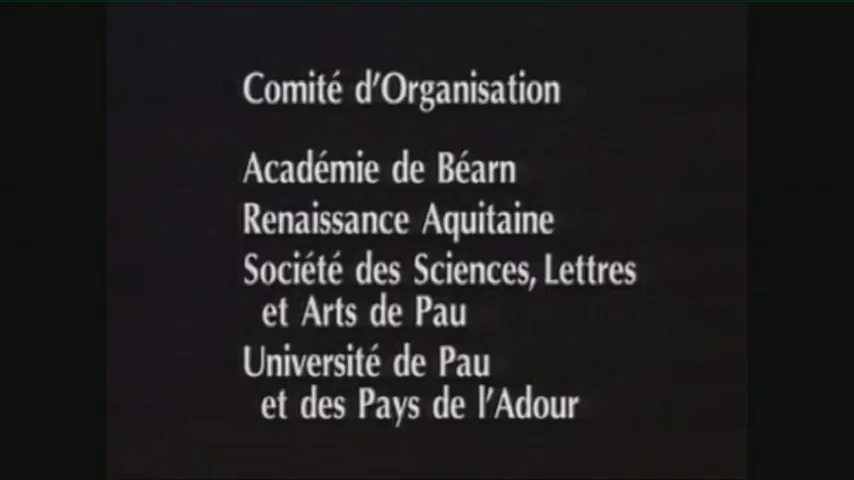 Comité d'Organisation
Académie de Béarn
Renaissance Aquitaine
Société des Sciences, Lettres
et Arts de Pau
Université de Pau
et des Pays de l'Adour